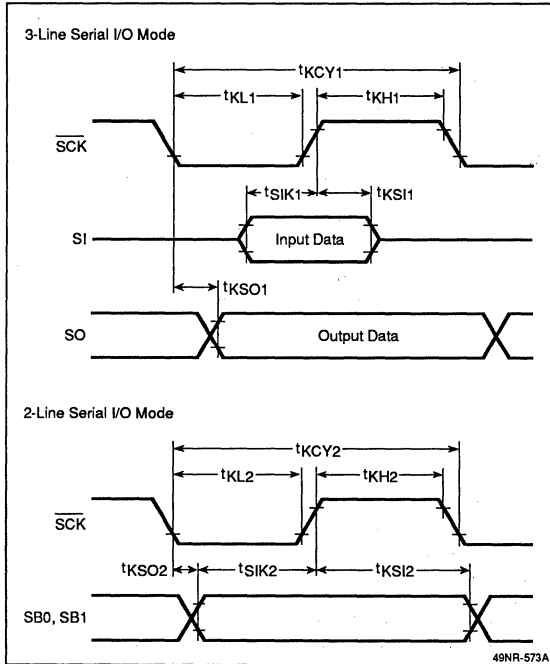 3-Line Serial I/O Mode
tKCY1
tKL1
tKH1
SCK
tSIK1
tKSI1
SI
Input Data
tKSO1
SO
Output Data
2-Line Serial I/O Mode
tKCY2
tKL2
tKH2
SCK
tKSO2
tSIK2
tKSI2
SB0, SB1
49NR-573A